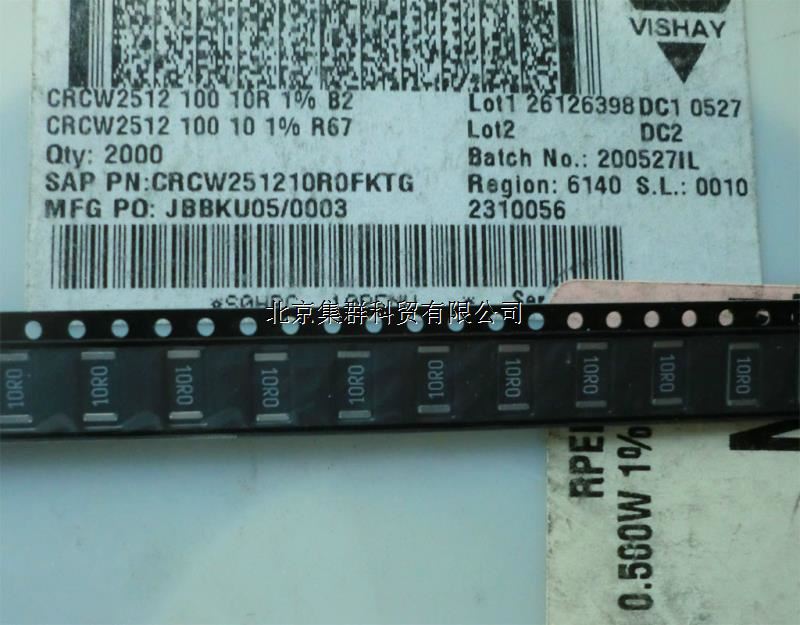 VISHAY
CRCW2512 100 10R 1% B2
Lot1 26126398 DC1 0527
CRCW2512 100 10 1% R67
Lot2 DC2
Qty: 2000
Batch No.: 200527IL
SAP PN:CRCW251210R0FKTG
Region: 6140 S.L.: 0010
MFG PO: JBBKU05/0003
2310056
北京集群科贸有限公司
10R0 10R0 10R0 10R0 10R0 10R0 10R0 10R0 10R0 10R0
0.500W 1%